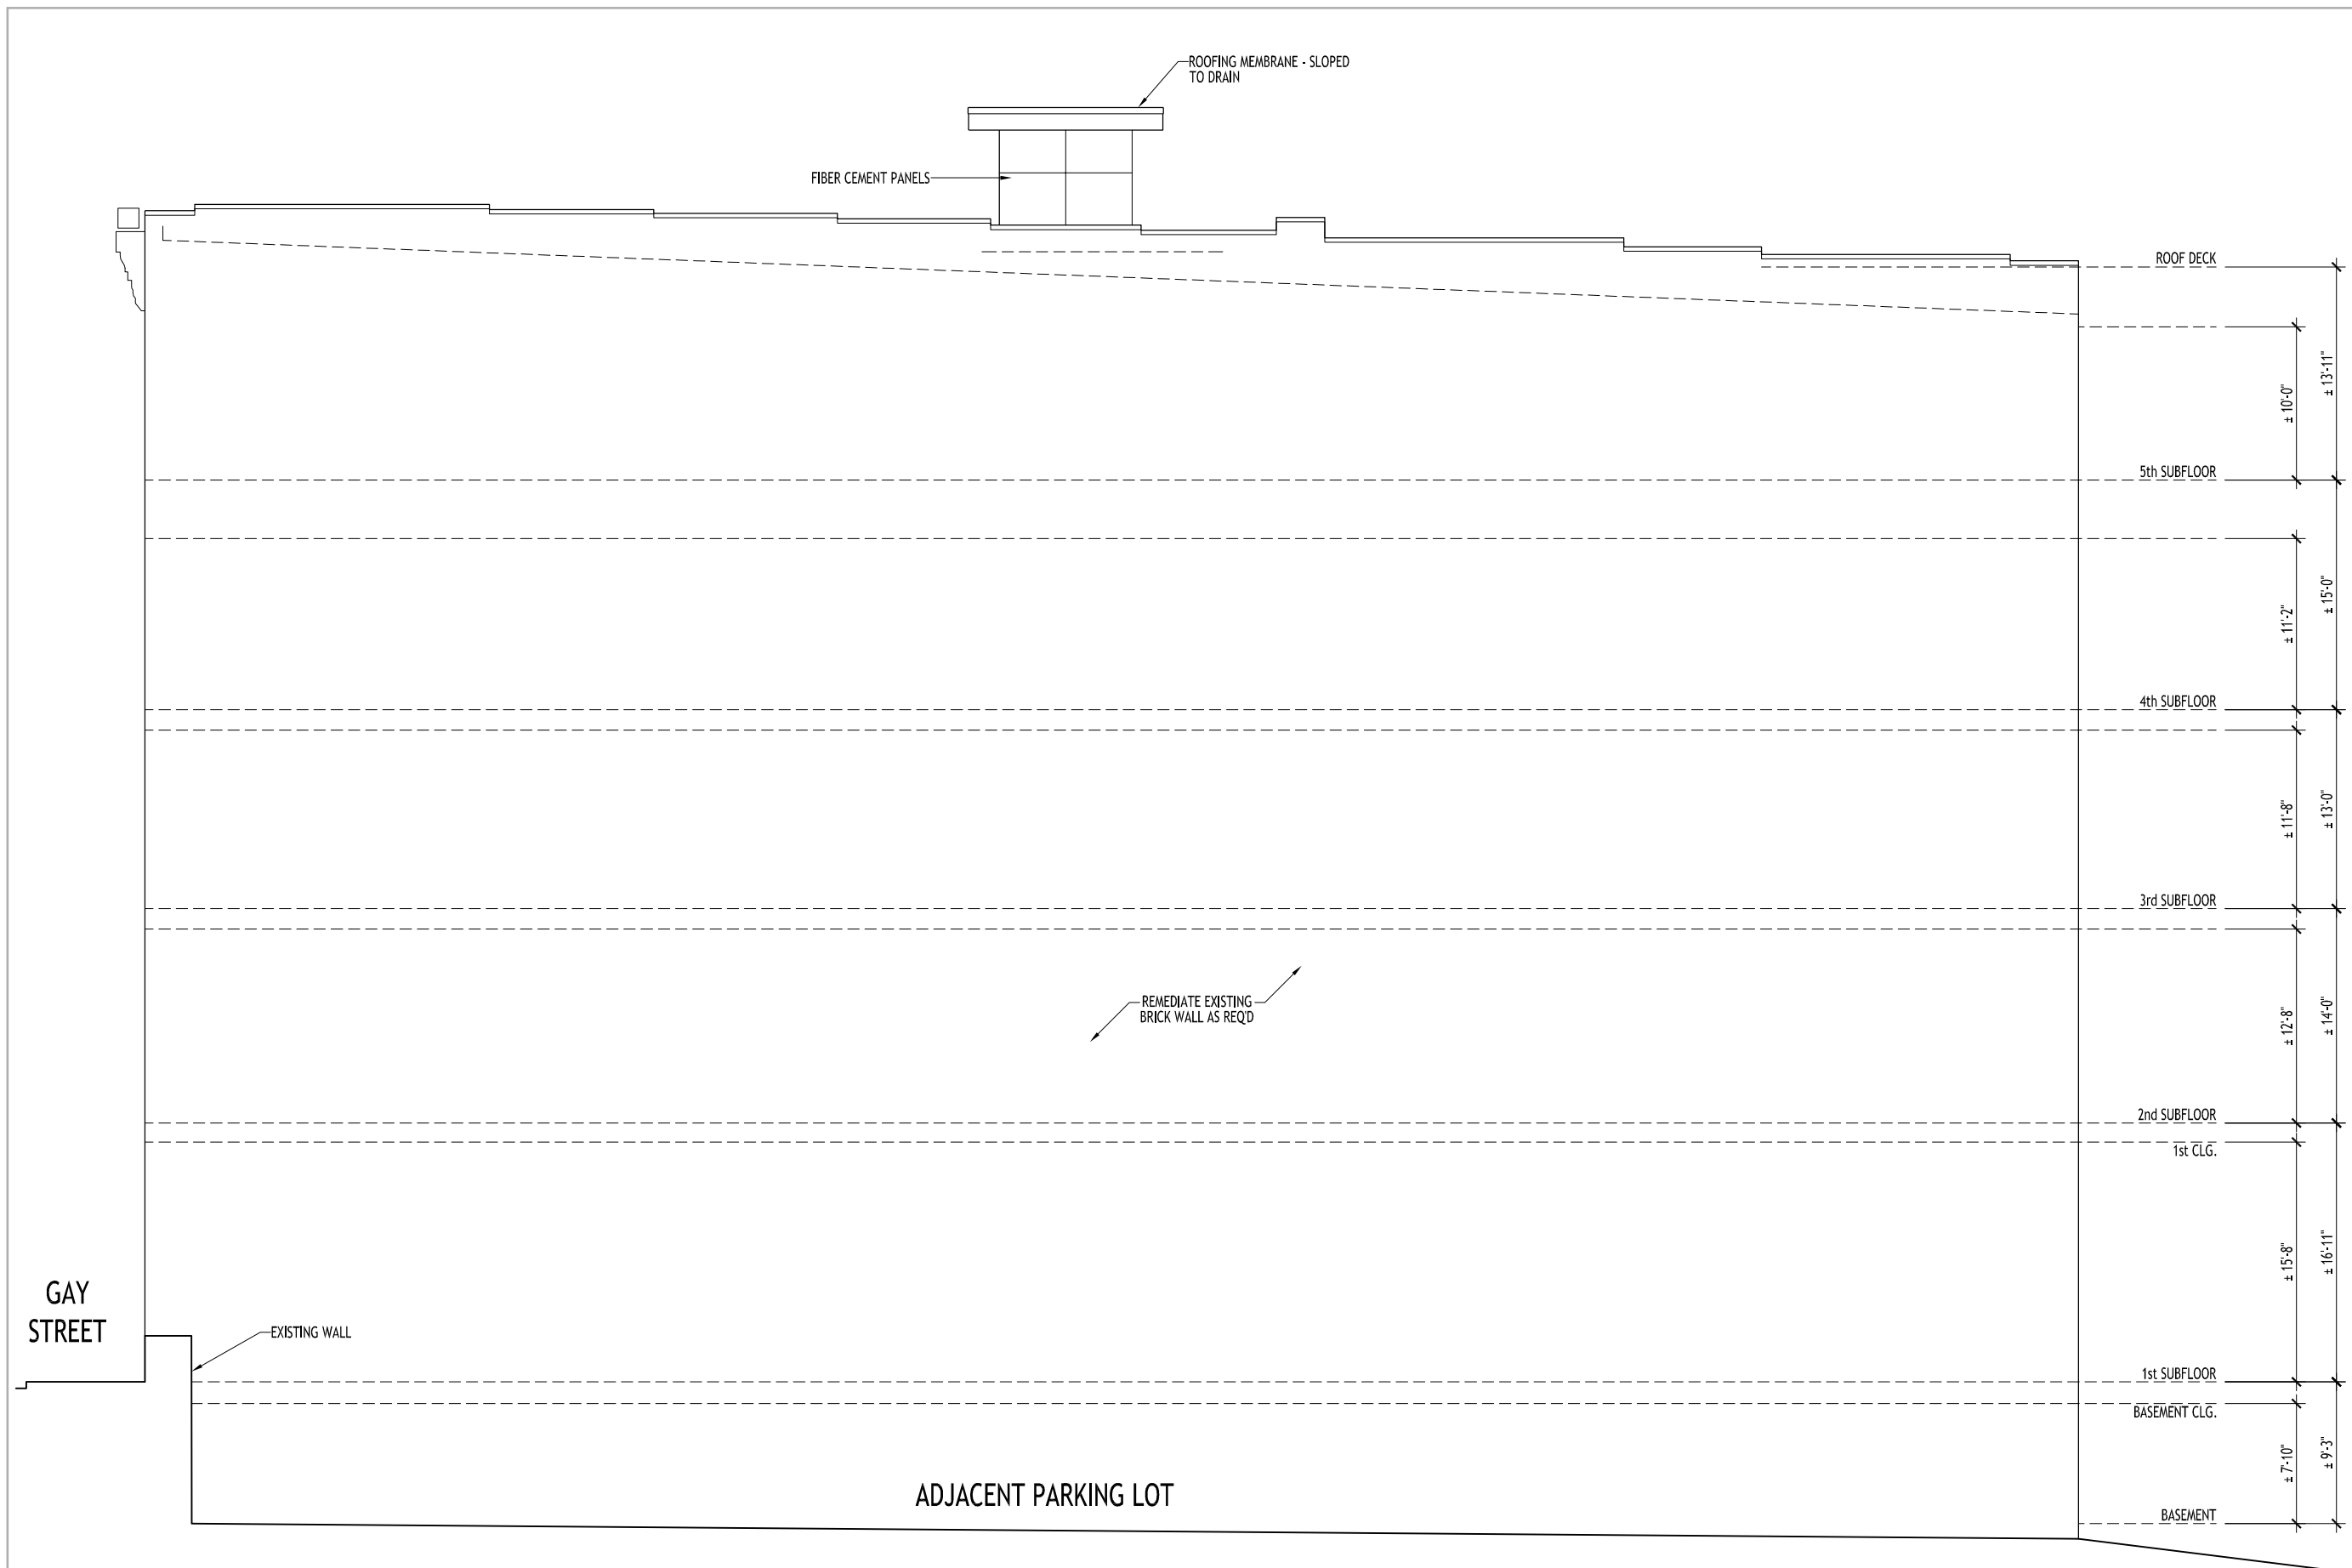 ROOFING MEMBRANE - SLOPED
TO DRAIN
FIBER CEMENT PANELS
ROOF DECK
± 13'-11"
± 10'-0"
5th SUBFLOOR
± 15'-0"
± 11'-2"
4th SUBFLOOR
± 13'-0"
± 11'-8"
3rd SUBFLOOR
REMEDIATE EXISTING
BRICK WALL AS REQ'D
± 14'-0"
± 12'-8"
2nd SUBFLOOR
1st CLG.
± 16'-11"
± 15'-8"
GAY
STREET
EXISTING WALL
1st SUBFLOOR
BASEMENT CLG.
± 9'-3"
± 7'-10"
ADJACENT PARKING LOT
BASEMENT